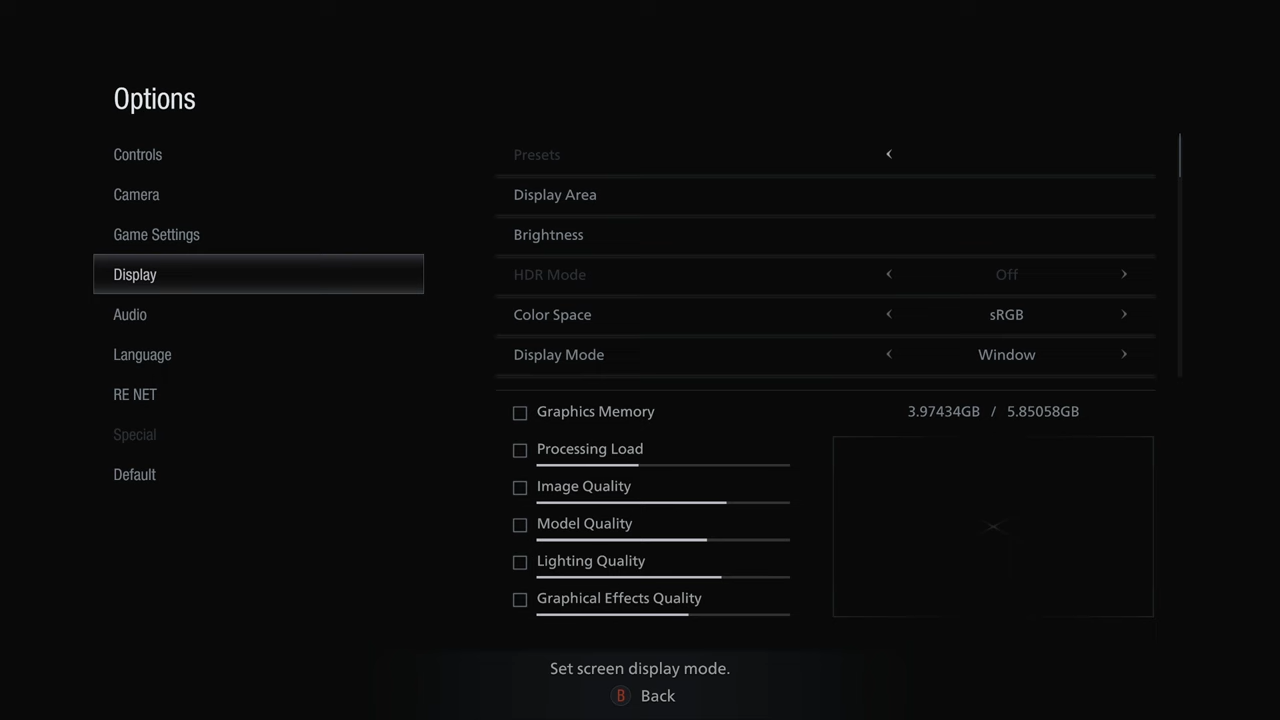 Options
Controls
Camera
Game Settings
Display
Audio
Language
RE NET
Special
Default
Presets
Display Area
Brightness
HDR Mode Off
Color Space sRGB
Display Mode Window
Graphics Memory 3.97434GB / 5.85058GB
Processing Load
Image Quality
Model Quality
Lighting Quality
Graphical Effects Quality
Set screen display mode.
B Back